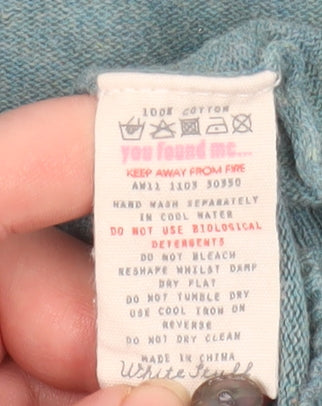 100% COTTON
you found me...
KEEP AWAY FROM FIRE
AW11 1103 30350
HAND WASH SEPARATELY
IN COOL WATER
DO NOT USE BIOLOGICAL
DETERGENTS
DO NOT BLEACH
RESHAPE WHILST DAMP
DRY FLAT
DO NOT TUMBLE DRY
USE COOL IRON ON
REVERSE
DO NOT DRY CLEAN
MADE IN CHINA
White Stuff